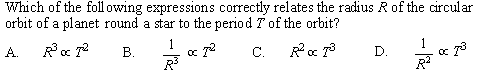 Which of the following expressions correctly relates the radius R of the circular
orbit of a planet round a star to the period T of the orbit?
A. R³ ∝ T² B. 1/R³ ∝ T² C. R² ∝ T³ D. 1/R² ∝ T³